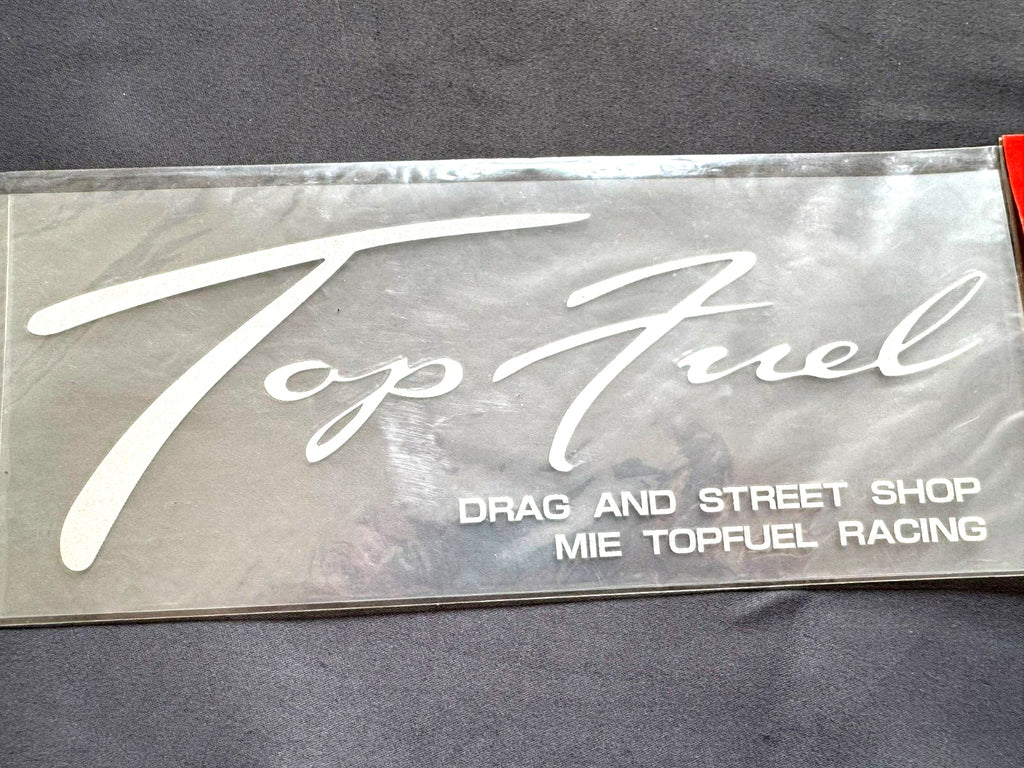 Top Fuel
DRAG AND STREET SHOP
MIE TOPFUEL RACING